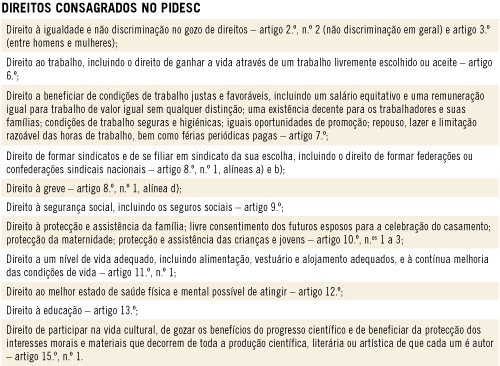 DIREITOS CONSAGRADOS NO PIDESC
Direito à igualdade e não discriminação no gozo de direitos – artigo 2.º, n.º 2 (não discriminação em geral) e artigo 3.º
(entre homens e mulheres);
Direito ao trabalho, incluindo o direito de ganhar a vida através de um trabalho livremente escolhido ou aceite – artigo
6.º;
Direito a beneficiar de condições de trabalho justas e favoráveis, incluindo um salário equitativo e uma remuneração
igual para trabalho de valor igual sem qualquer distinção; uma existência decente para os trabalhadores e suas
famílias; condições de trabalho seguras e higiénicas; iguais oportunidades de promoção; repouso, lazer e limitação
razoável das horas de trabalho, bem como férias periódicas pagas – artigo 7.º;
Direito de formar sindicatos e de se filiar em sindicato da sua escolha, incluindo o direito de formar federações ou
confederações sindicais nacionais – artigo 8.º, n.º 1, alíneas a) e b);
Direito à greve – artigo 8.º, n.º 1, alínea d);
Direito à segurança social, incluindo os seguros sociais – artigo 9.º;
Direito à protecção e assistência da família; livre consentimento dos futuros esposos para a celebração do casamento;
protecção da maternidade; protecção e assistência das crianças e jovens – artigo 10.º, n.ºs 1 a 3;
Direito a um nível de vida adequado, incluindo alimentação, vestuário e alojamento adequados, e à contínua melhoria
das condições de vida – artigo 11.º, n.º 1;
Direito ao melhor estado de saúde física e mental possível de atingir – artigo 12.º;
Direito à educação – artigo 13.º;
Direito de participar na vida cultural, de gozar os benefícios do progresso científico e de beneficiar da protecção dos
interesses morais e materiais que decorrem de toda a produção científica, literária ou artística de que cada um é autor
– artigo 15.º, n.º 1.